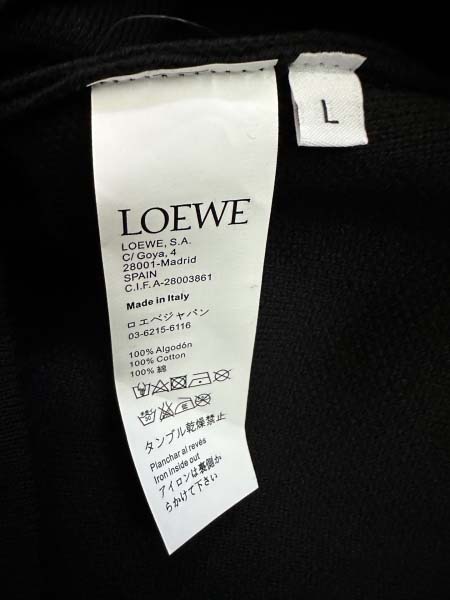 L
LOEWE
LOEWE, S.A.
C/ Goya, 4
28001-Madrid
SPAIN
C.I.F. A-28003861
Made in Italy
ロエベジャパン
03-6215-6116
100% Algodón
100% Cotton
100% 綿
タンブル乾燥禁止
Planchar al revés
Iron inside out
アイロンは裏側か
らかけて下さい